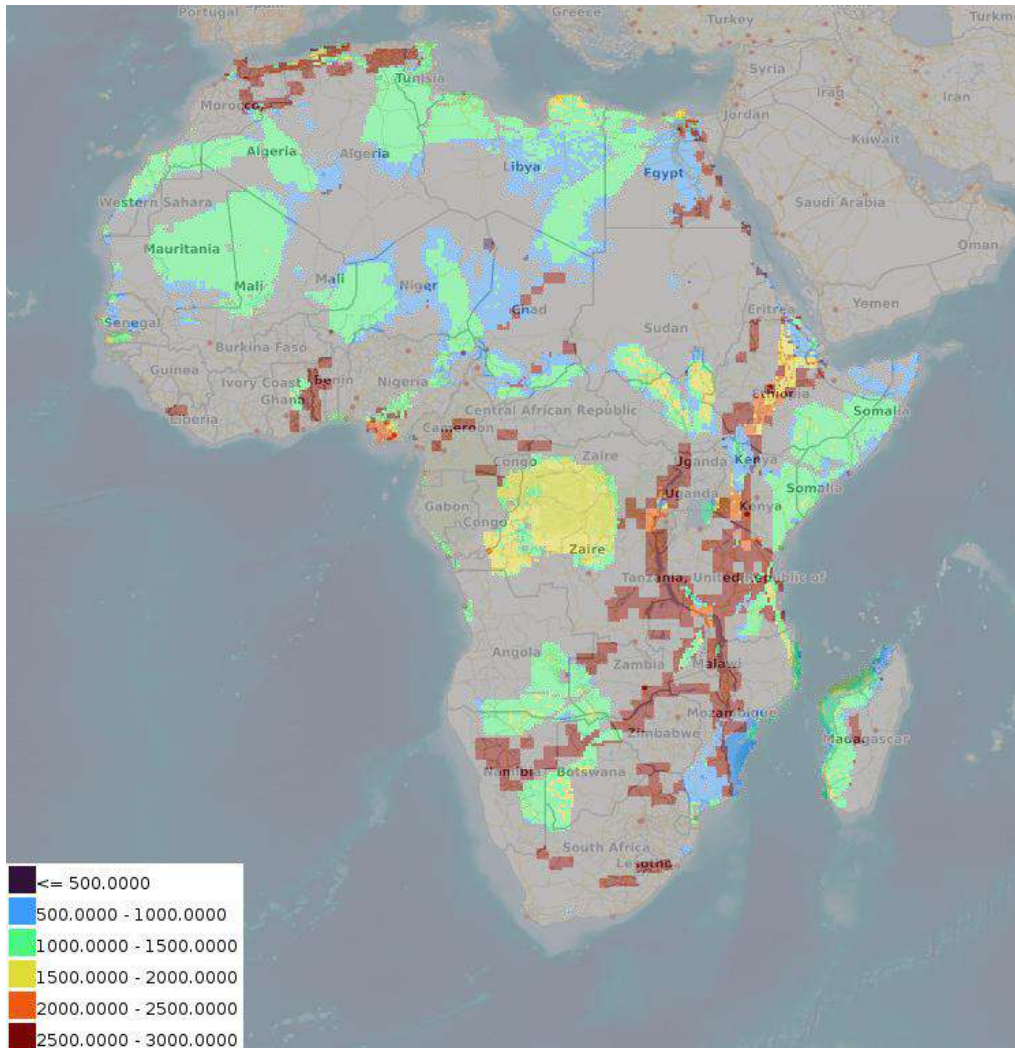 Spain
Portugal
Greece
Turkey
Turkm
Tunisia
Syria
Iraq
Iran
Morocco
Jordan
Kuwait
Algeria
Algeria
Libya
Egypt
Western Sahara
Saudi Arabia
Mauritania
Oman
Mali
Mali
Niger
Chad
Yemen
Eritrea
Senegal
Sudan
Burkina Faso
Guinea
Benin
Nigeria
Ivory Coast
Ghana
Ethiopia
Somalia
Liberia
Central African Republic
Cameroon
Congo
Zaire
Uganda
Kenya
Somalia
Uganda
Gabon
Kenya
Congo
Zaire
Tanzania, United Republic of
Angola
Zambia
Malawi
Mozambique
Zimbabwe
Madagascar
Namibia
Botswana
South Africa
Lesotho
<= 500.0000
500.0000 - 1000.0000
1000.0000 - 1500.0000
1500.0000 - 2000.0000
2000.0000 - 2500.0000
2500.0000 - 3000.0000